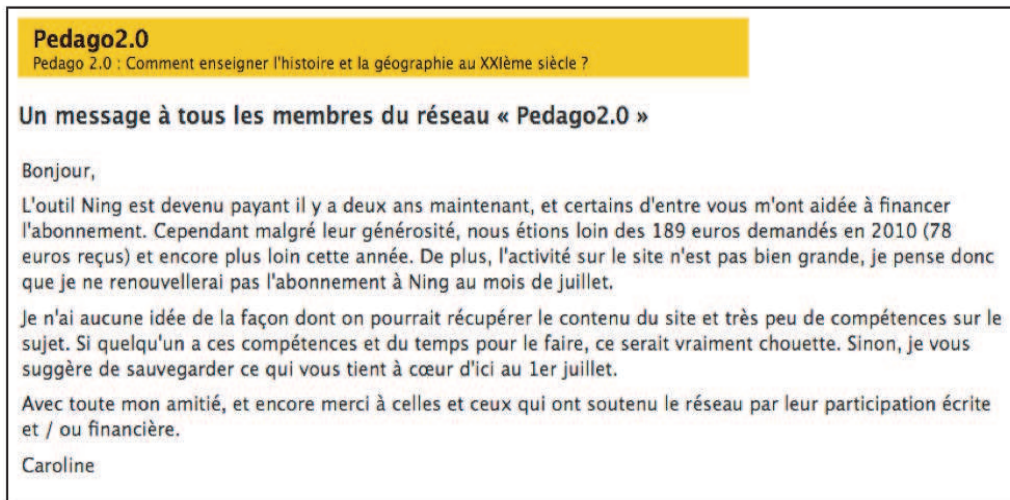 Pedago2.0
Pedago 2.0 : Comment enseigner l'histoire et la géographie au XXIème siècle ?
Un message à tous les membres du réseau « Pedago2.0 »
Bonjour,
L'outil Ning est devenu payant il y a deux ans maintenant, et certains d'entre vous m'ont aidée à financer
l'abonnement. Cependant malgré leur générosité, nous étions loin des 189 euros demandés en 2010 (78
euros reçus) et encore plus loin cette année. De plus, l'activité sur le site n'est pas bien grande, je pense donc
que je ne renouvellerai pas l'abonnement à Ning au mois de juillet.
Je n'ai aucune idée de la façon dont on pourrait récupérer le contenu du site et très peu de compétences sur le
sujet. Si quelqu'un a ces compétences et du temps pour le faire, ce serait vraiment chouette. Sinon, je vous
suggère de sauvegarder ce qui vous tient à cœur d'ici au 1er juillet.
Avec toute mon amitié, et encore merci à celles et ceux qui ont soutenu le réseau par leur participation écrite
et / ou financière.
Caroline